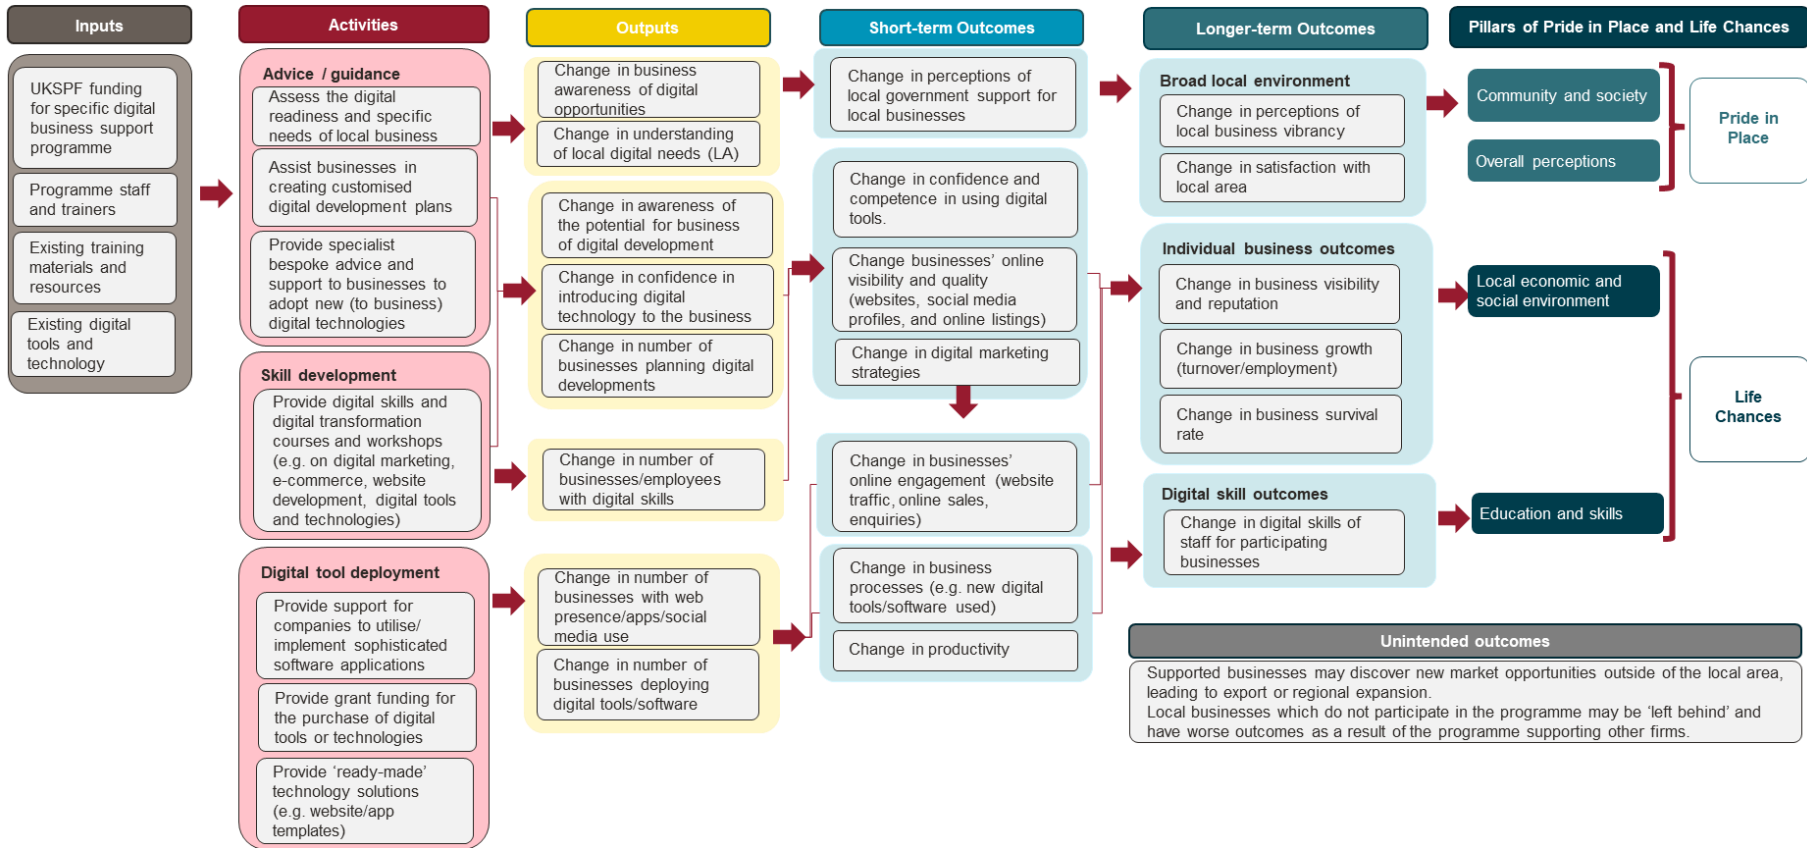 Inputs
UKSPF funding
for specific digital
business support
programme
Programme staff
and trainers
Existing training
materials and
resources
Existing digital
tools and
technology
Activities
Advice / guidance
Assess the digital
readiness and specific
needs of local business
Assist businesses in
creating customised
digital development plans
Provide specialist
bespoke advice and
support to businesses to
adopt new (to business)
digital technologies
Skill development
Provide digital skills and
digital transformation
courses and workshops
(e.g. on digital marketing,
e-commerce, website
development, digital tools
and technologies)
Digital tool deployment
Provide support for
companies to utilise/
implement sophisticated
software applications
Provide grant funding for
the purchase of digital
tools or technologies
Provide ‘ready-made’
technology solutions
(e.g. website/app
templates)
Outputs
Change in business
awareness of digital
opportunities
Change in understanding
of local digital needs (LA)
Change in awareness of
the potential for business
of digital development
Change in confidence in
introducing digital
technology to the business
Change in number of
businesses planning digital
developments
Change in number of
businesses/employees
with digital skills
Change in number of
businesses with web
presence/apps/social
media use
Change in number of
businesses deploying
digital tools/software
Short-term Outcomes
Change in perceptions of
local government support for
local businesses
Change in confidence and
competence in using digital
tools.
Change businesses’ online
visibility and quality
(websites, social media
profiles, and online listings)
Change in digital marketing
strategies
Change in businesses’
online engagement (website
traffic, online sales,
enquiries)
Change in business
processes (e.g. new digital
tools/software used)
Change in productivity
Longer-term Outcomes
Broad local environment
Change in perceptions of
local business vibrancy
Change in satisfaction with
local area
Individual business outcomes
Change in business visibility
and reputation
Change in business growth
(turnover/employment)
Change in business survival
rate
Digital skill outcomes
Change in digital skills of
staff for participating
businesses
Pillars of Pride in Place and Life Chances
Community and society
Overall perceptions
Pride in
Place
Local economic and
social environment
Education and skills
Life
Chances
Unintended outcomes
Supported businesses may discover new market opportunities outside of the local area,
leading to export or regional expansion.
Local businesses which do not participate in the programme may be ‘left behind’ and
have worse outcomes as a result of the programme supporting other firms.